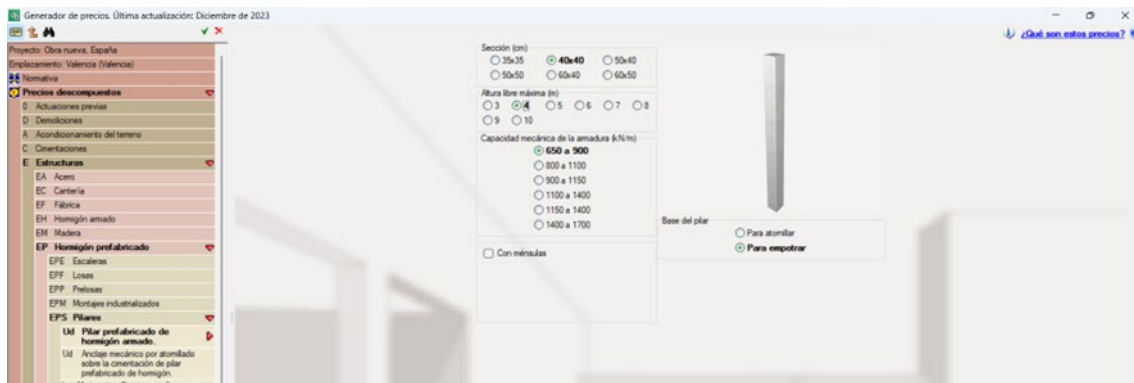 Generador de precios. Última actualización: Diciembre de 2023
¿Qué son estos precios?
Proyecto: Obra nueva, España
Emplazamiento: Valencia (Valencia)
Normativa
Precios descompuestos
0 Actuaciones previas
D Demoliciones
A Acondicionamiento del terreno
C Cimentaciones
E Estructuras
EA Acero
EC Cantería
EF Fábrica
EH Hormigón armado
EM Madera
EP Hormigón prefabricado
EPE Escaleras
EPF Losas
EPP Prelosas
EPM Montajes industrializados
EPS Pilares
Ud Pilar prefabricado de
hormigón armado.
Ud Anclaje mecánico por atornillado
sobre la cimentación de pilar
prefabricado de hormigón.
Sección (cm)
35x35 40x40 50x40
50x50 60x40 60x50
Altura libre máxima (m)
3 4 5 6 7 8
9 10
Capacidad mecánica de la armadura (kN/m)
650 a 900
800 a 1100
900 a 1150
1100 a 1400
1150 a 1400
1400 a 1700
Con ménsulas
Base del pilar
Para atornillar
Para empotrar